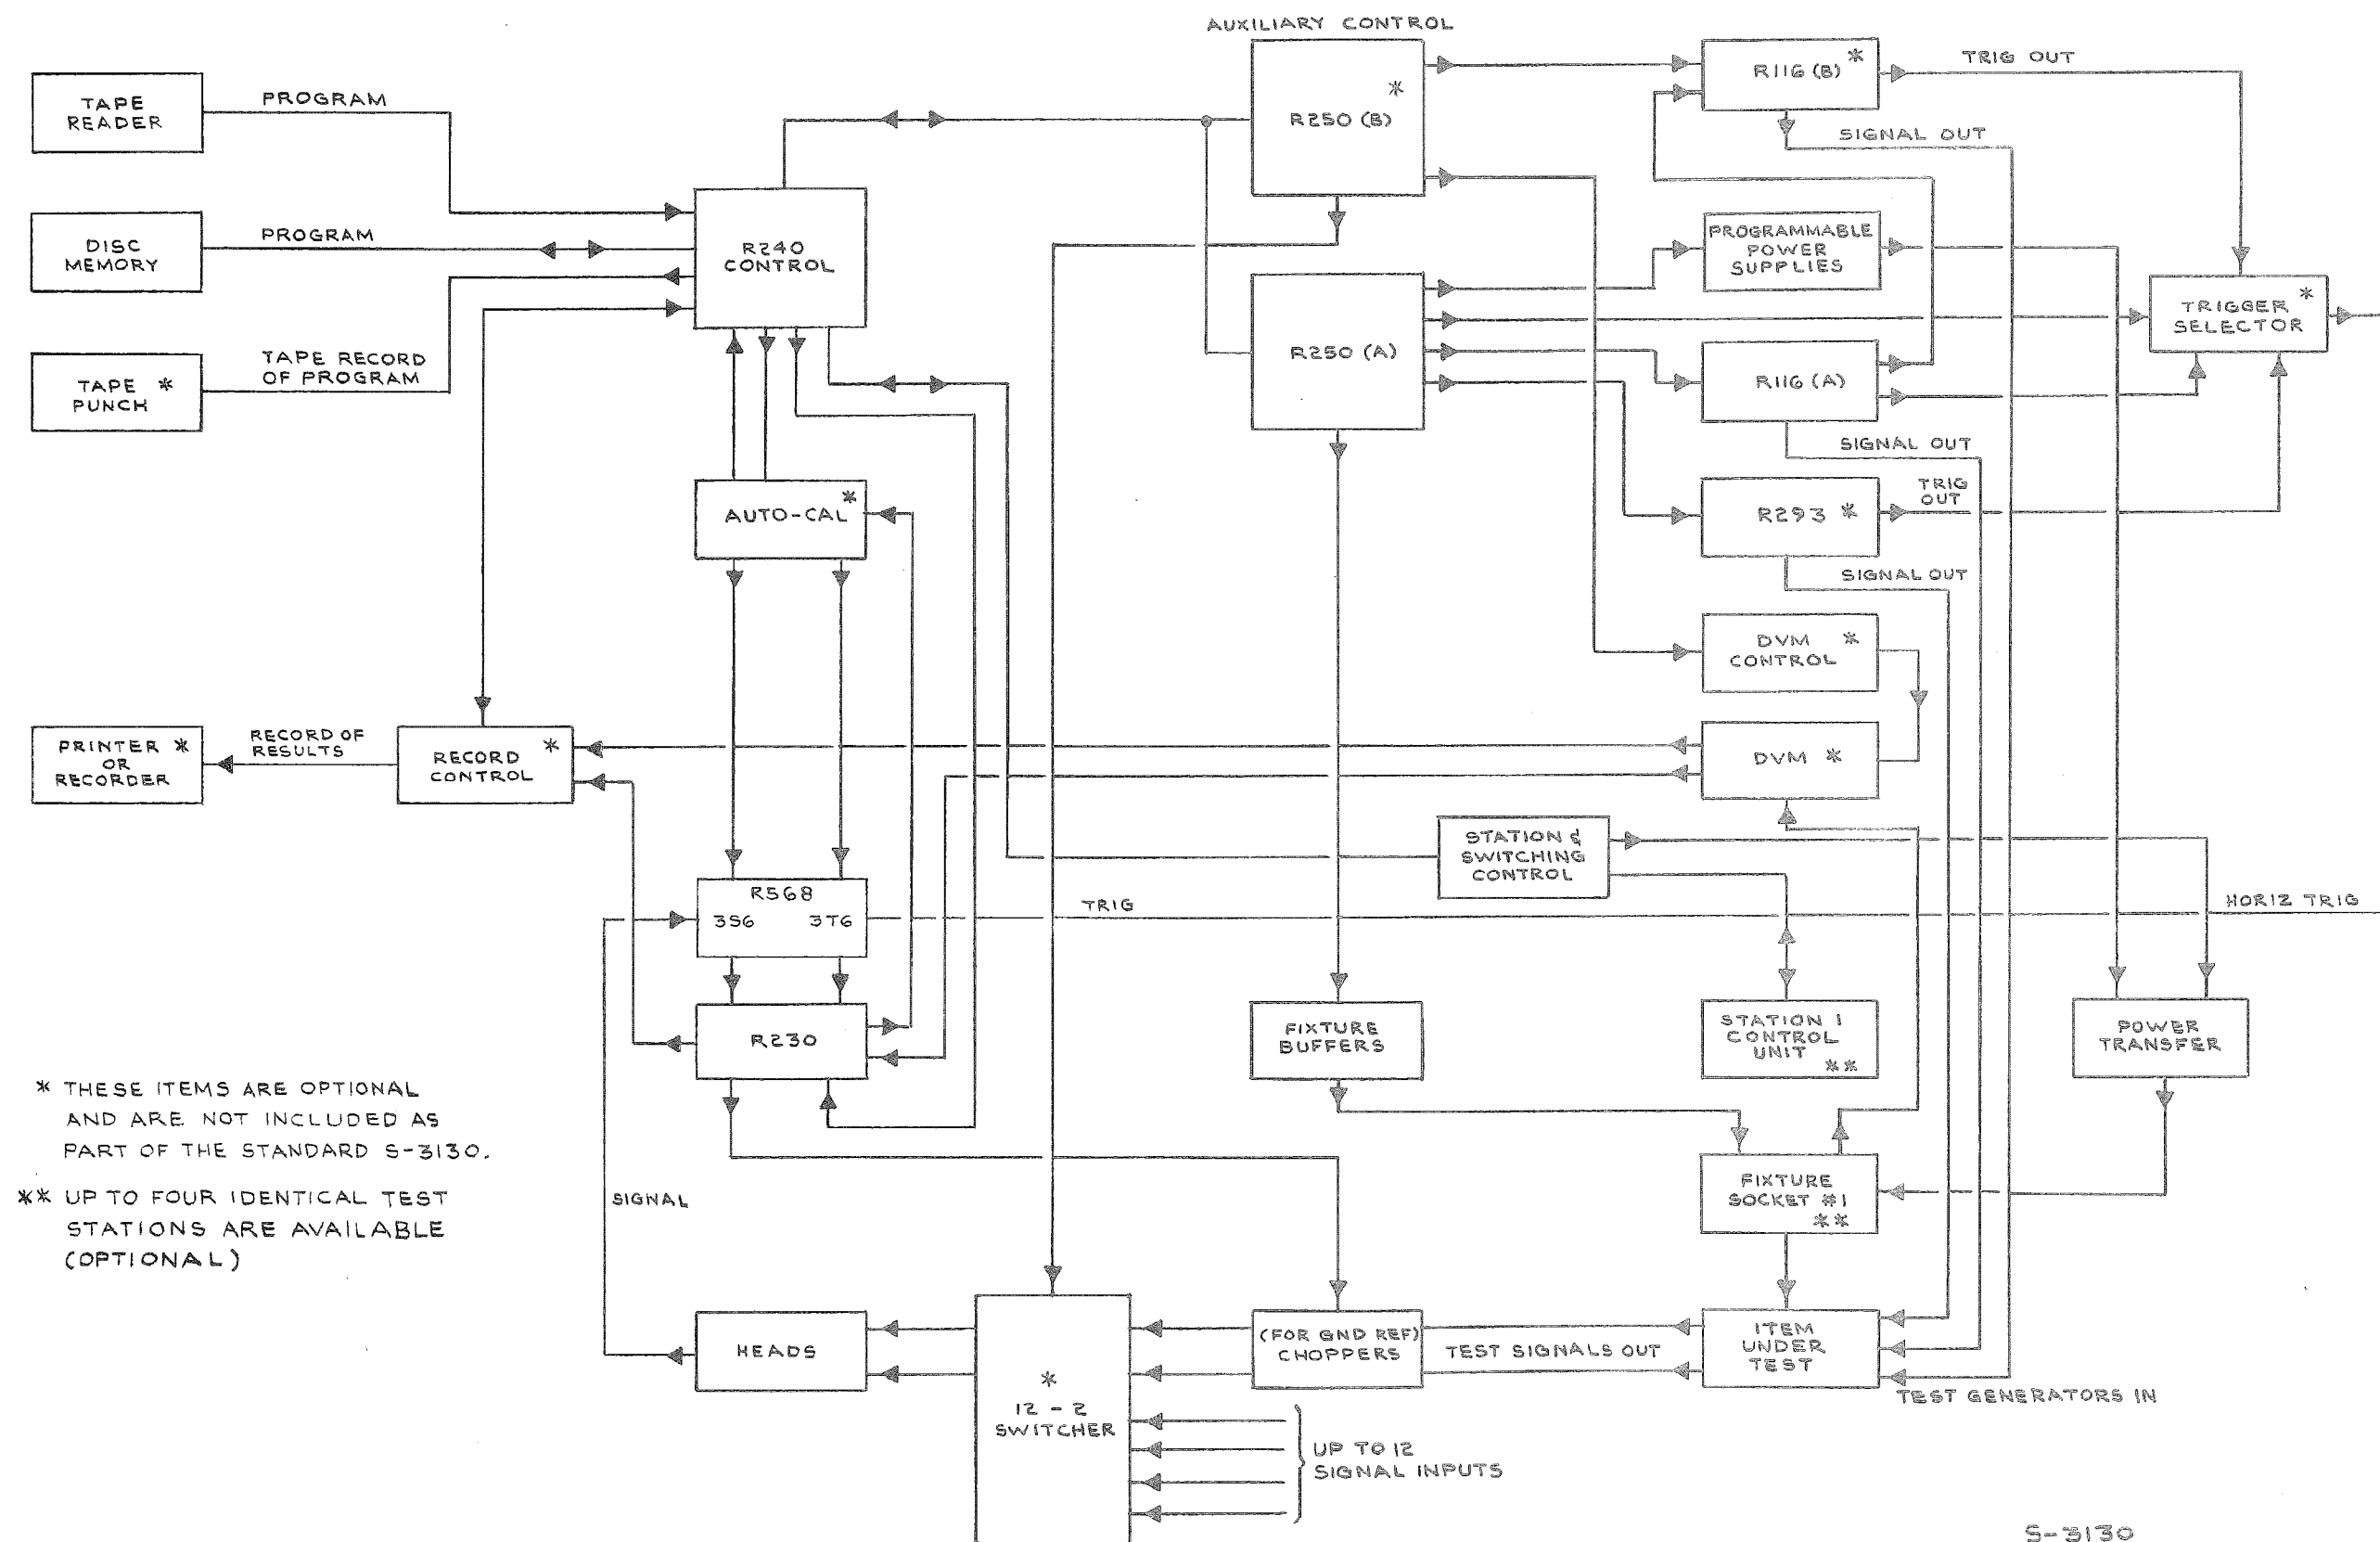 AUXILIARY CONTROL
TAPE
READER
PROGRAM
R250 (B) *
R116 (B) *
TRIG OUT
SIGNAL OUT
DISC
MEMORY
PROGRAM
R240
CONTROL
PROGRAMMABLE
POWER
SUPPLIES
TRIGGER *
SELECTOR
TAPE *
PUNCH
TAPE RECORD
OF PROGRAM
R250 (A)
R116 (A)
SIGNAL OUT
AUTO-CAL *
R293 *
TRIG
OUT
SIGNAL OUT
DVM *
CONTROL
PRINTER *
OR
RECORDER
RECORD OF
RESULTS
RECORD *
CONTROL
DVM *
STATION &
SWITCHING
CONTROL
R568
3S6 3T6
TRIG
HORIZ TRIG
R230
FIXTURE
BUFFERS
STATION 1
CONTROL
UNIT
**
POWER
TRANSFER
* THESE ITEMS ARE OPTIONAL
AND ARE NOT INCLUDED AS
PART OF THE STANDARD S-3130.
** UP TO FOUR IDENTICAL TEST
STATIONS ARE AVAILABLE
(OPTIONAL)
SIGNAL
FIXTURE
SOCKET #1
**
HEADS
*
12 - 2
SWITCHER
(FOR GND REF)
CHOPPERS
TEST SIGNALS OUT
ITEM
UNDER
TEST
TEST GENERATORS IN
UP TO 12
SIGNAL INPUTS
S-3130